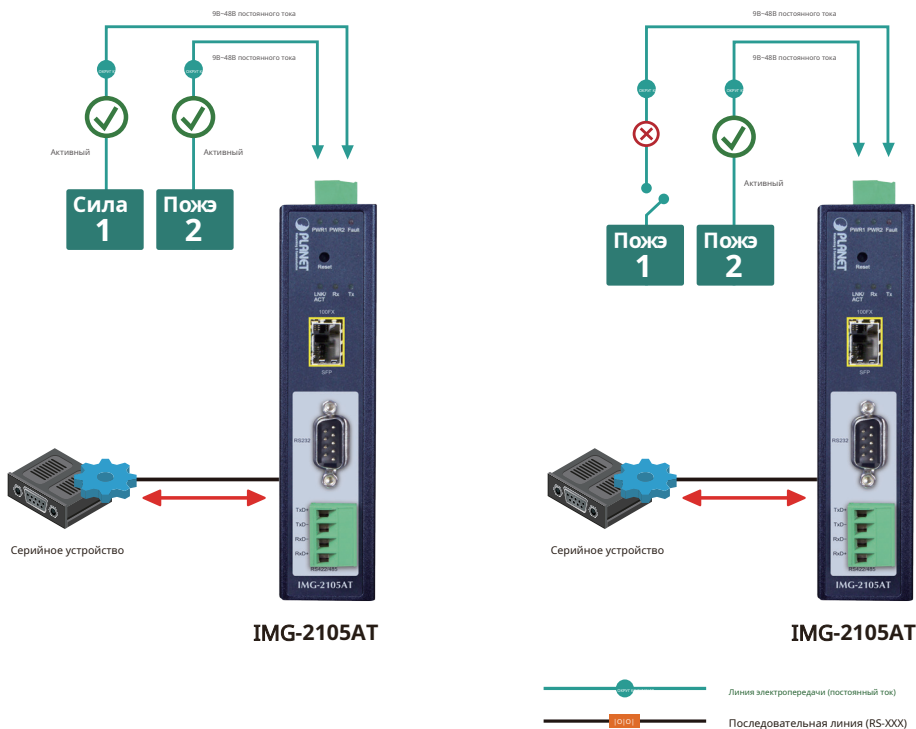 9В~48В постоянного тока
9В~48В постоянного тока
Активный
Активный
Сила
1
Пожэ
2
PLANET
PWR1 PWR2 Fault
Reset
LNK/
ACT
Rx
Tx
100FX
SFP
RS232
TxD+
TxD-
RxD-
RxD+
RS422/485
IMG-2105AT
Серийное устройство
IMG-2105AT
9В~48В постоянного тока
9В~48В постоянного тока
Активный
Пожэ
1
Пожэ
2
PLANET
PWR1 PWR2 Fault
Reset
LNK/
ACT
Rx
Tx
100FX
SFP
RS232
TxD+
TxD-
RxD-
RxD+
RS422/485
IMG-2105AT
Серийное устройство
IMG-2105AT
Линия электропередачи (постоянный ток)
|O|O|
Последовательная линия (RS-XXX)